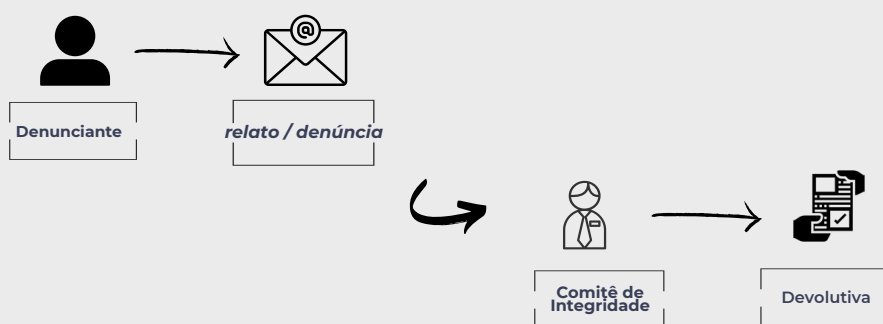 Denunciante
relato / denúncia
Comitê de
Integridade
Devolutiva